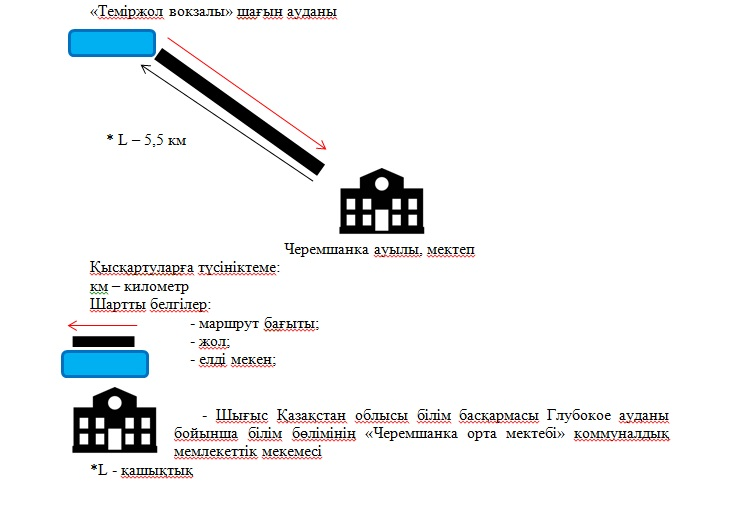 «Теміржол вокзалы» шағын ауданы
* L – 5,5 км
Черемшанка ауылы, мектеп
Қысқартуларға түсініктеме:
км – километр
Шартты белгілер:
- маршрут бағыты;
- жол;
- елді мекен;
- Шығыс Қазақстан облысы білім басқармасы Глубокое ауданы
бойынша білім бөлімінің «Черемшанка орта мектебі» коммуналдық
мемлекеттік мекемесі
*L - қашықтық